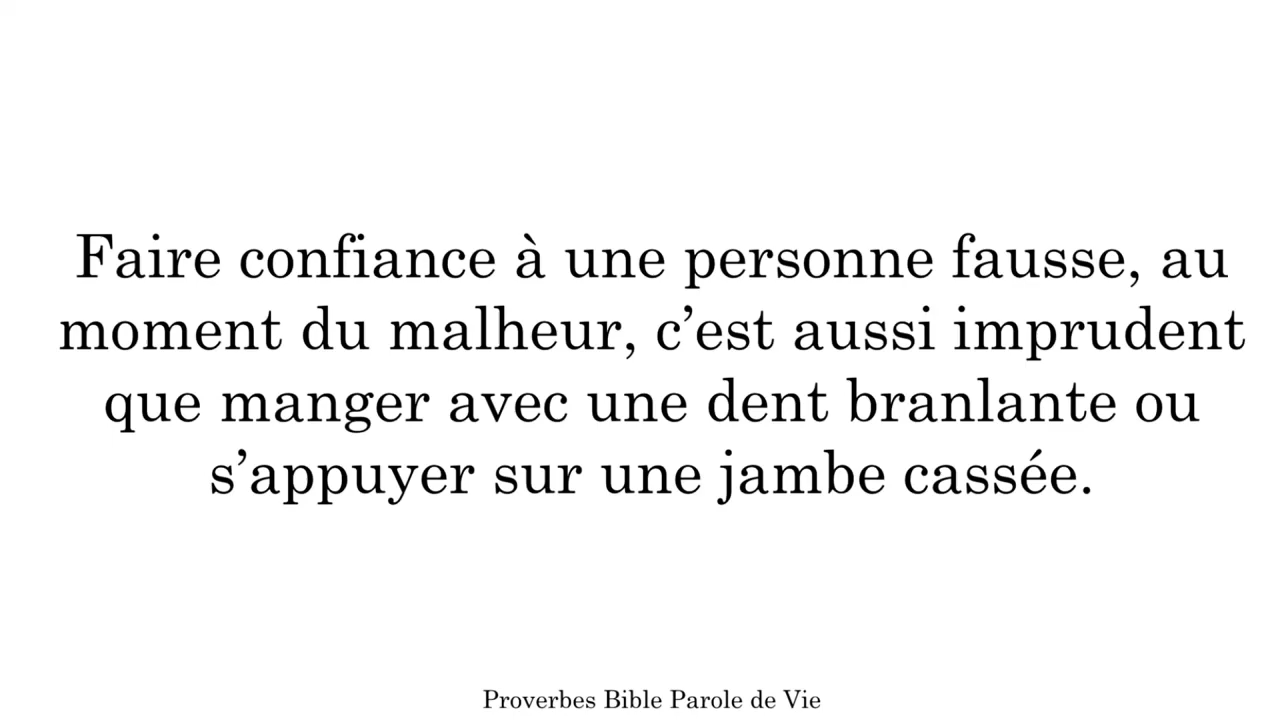 Faire confiance à une personne fausse, au
moment du malheur, c’est aussi imprudent
que manger avec une dent branlante ou
s’appuyer sur une jambe cassée.
Proverbes Bible Parole de Vie